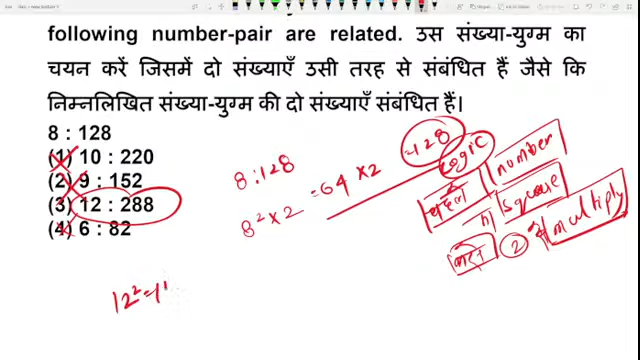 following number-pair are related. उस संख्या-युग्म का
चयन करें जिसमें दो संख्याएँ उसी तरह से संबंधित हैं जैसे कि
निम्नलिखित संख्या-युग्म की दो संख्याएँ संबंधित हैं।
8 : 128
(1) 10 : 220
(2) 9 : 152
(3) 12 : 288
(4) 6 : 82
8 : 128
8² × 2 = 64 × 2 = 128
Logic
पहले number
का square
करके 2 से multiply
12² = 1